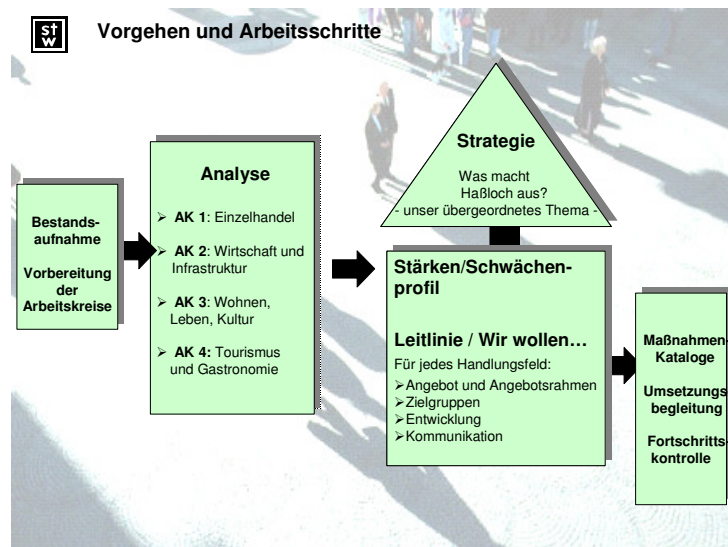 st
w
Vorgehen und Arbeitsschritte
Bestands-
aufnahme
Vorbereitung
der
Arbeitskreise
Analyse
➢ AK 1: Einzelhandel
➢ AK 2: Wirtschaft und
Infrastruktur
➢ AK 3: Wohnen,
Leben, Kultur
➢ AK 4: Tourismus
und Gastronomie
Strategie
Was macht
Haßloch aus?
- unser übergeordnetes Thema -
Stärken/Schwächen-
profil
Leitlinie / Wir wollen…
Für jedes Handlungsfeld:
➢Angebot und Angebotsrahmen
➢Zielgruppen
➢Entwicklung
➢Kommunikation
Maßnahmen-
Kataloge
Umsetzungs
begleitung
Fortschritts-
kontrolle